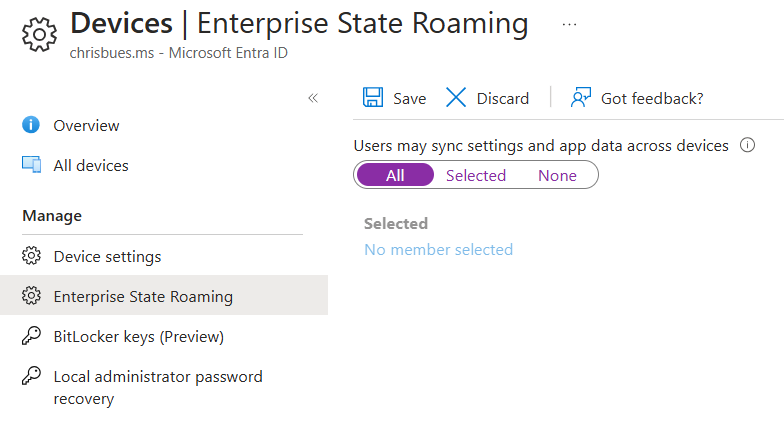 Devices | Enterprise State Roaming ...
chrisbues.ms - Microsoft Entra ID
«
Overview
All devices
Manage
Device settings
Enterprise State Roaming
BitLocker keys (Preview)
Local administrator password
recovery
Save Discard Got feedback?
Users may sync settings and app data across devices
All Selected None
Selected
No member selected